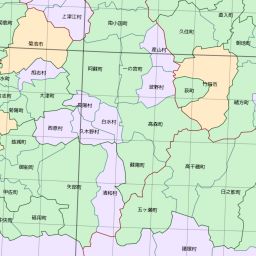 上津江村
南小国町
久住町
直入町
菊池市
産山村
朝地町
旭志村
阿蘇町
一の宮町
波野村
竹田市
荻町
緒方町
大津町
長陽村
白水村
高森町
西原村
久木野村
益城町
御船町
蘇陽町
高千穂町
矢部町
清和村
日之影町
甲佐町
五ヶ瀬町
砥用町
諸塚村